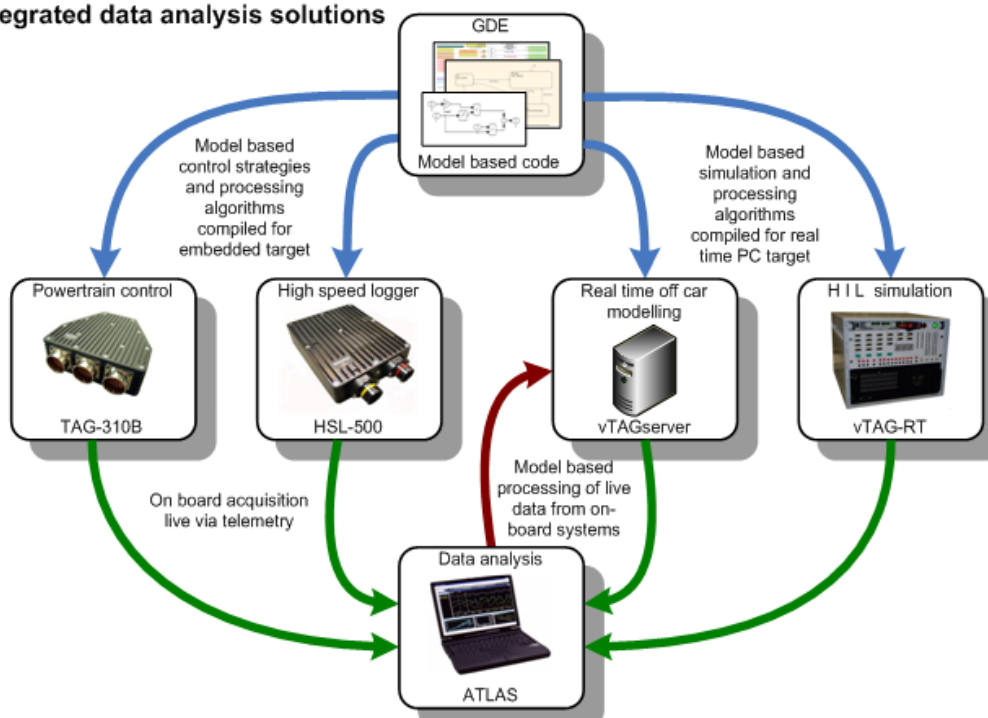 egrated data analysis solutions
GDE
Model based code
Model based
control strategies
and processing
algorithms
compiled for
embedded target
Model based
simulation and
processing
algorithms
compiled for real
time PC target
Powertrain control
TAG-310B
High speed logger
HSL-500
Real time off car
modelling
vTAGserver
H I L simulation
vTAG-RT
On board acquisition
live via telemetry
Model based
processing of live
data from on-
board systems
Data analysis
ATLAS